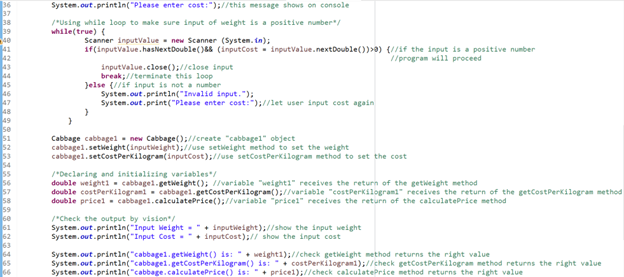 36 System.out.println("Please enter cost:");//this message shows on console
37
38 /*Using while loop to make sure input of weight is a positive number*/
39 while(true) {
40 Scanner inputValue = new Scanner (System.in);
41 if(inputValue.hasNextDouble()&& (inputCost = inputValue.nextDouble())>0) {//if the input is a positive number
42 //program will proceed
43 inputValue.close();//close input
44 break;//terminate this loop
45 }else {//if input is not a number
46 System.out.println("Invalid input.");
47 System.out.print("Please enter cost:");//let user input cost again
48 }
49 }
50
51 Cabbage cabbage1 = new Cabbage();//create "cabbage1" object
52 cabbage1.setWeight(inputWeight);//use setWeight method to set the weight
53 cabbage1.setCostPerKilogram(inputCost);//use setCostPerKilogram method to set the cost
54
55 /*Declaring and initializing variables*/
56 double weight1 = cabbage1.getWeight(); //variable "weight1" receives the return of the getWeight method
57 double costPerKilogram1 = cabbage1.getCostPerKilogram();//variable "costPerKilogram1" receives the return of the getCostPerKilogram method
58 double price1 = cabbage1.calculatePrice();//variable "price1" receives the return of the calculatePrice method
59
60 /*Check the output by vision*/
61 System.out.println("Input Weight = " + inputWeight);//show the input weight
62 System.out.println("Input Cost = " + inputCost);// show the input cost
63
64 System.out.println("cabbage1.getWeight() is: " + weight1);//check getWeight method returns the right value
65 System.out.println("cabbage1.getCostPerKilogram() is: " + costPerKilogram1);//check getCostPerKilogram method returns the right value
66 System.out.println("cabbage.calculatePrice() is: " + price1);//check calculatePrice method returns the right value